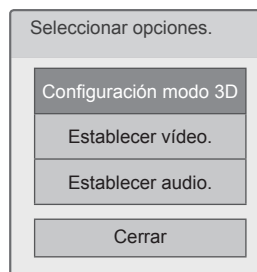 Seleccionar opciones.
Configuración modo 3D
Establecer vídeo.
Establecer audio.
Cerrar